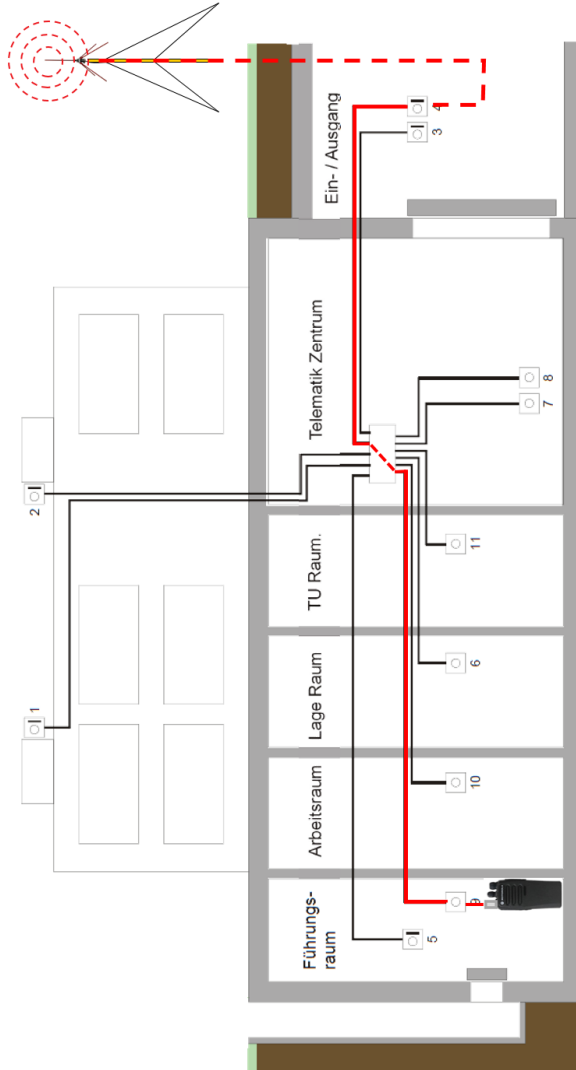 Führungs-
raum
Arbeitsraum
Lage Raum
TU Raum.
Telematik Zentrum
Ein- / Ausgang
1
2
3
4
5
6
7
8
9
10
11